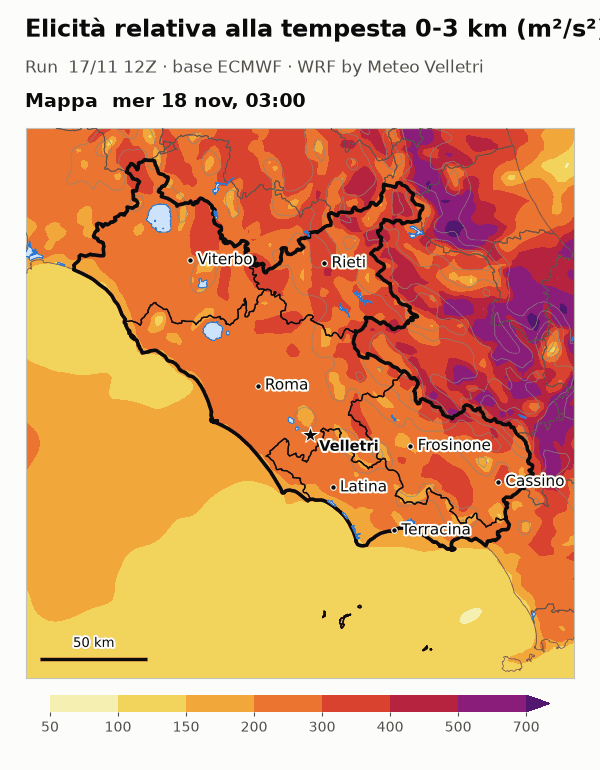 Elicità relativa alla tempesta 0-3 km (m²/s²)
Run 17/11 12Z · base ECMWF · WRF by Meteo Velletri
Mappa mer 18 nov, 03:00
Viterbo
Rieti
Roma
Velletri
Frosinone
Latina
Cassino
Terracina
50 km
50 100 150 200 300 400 500 700